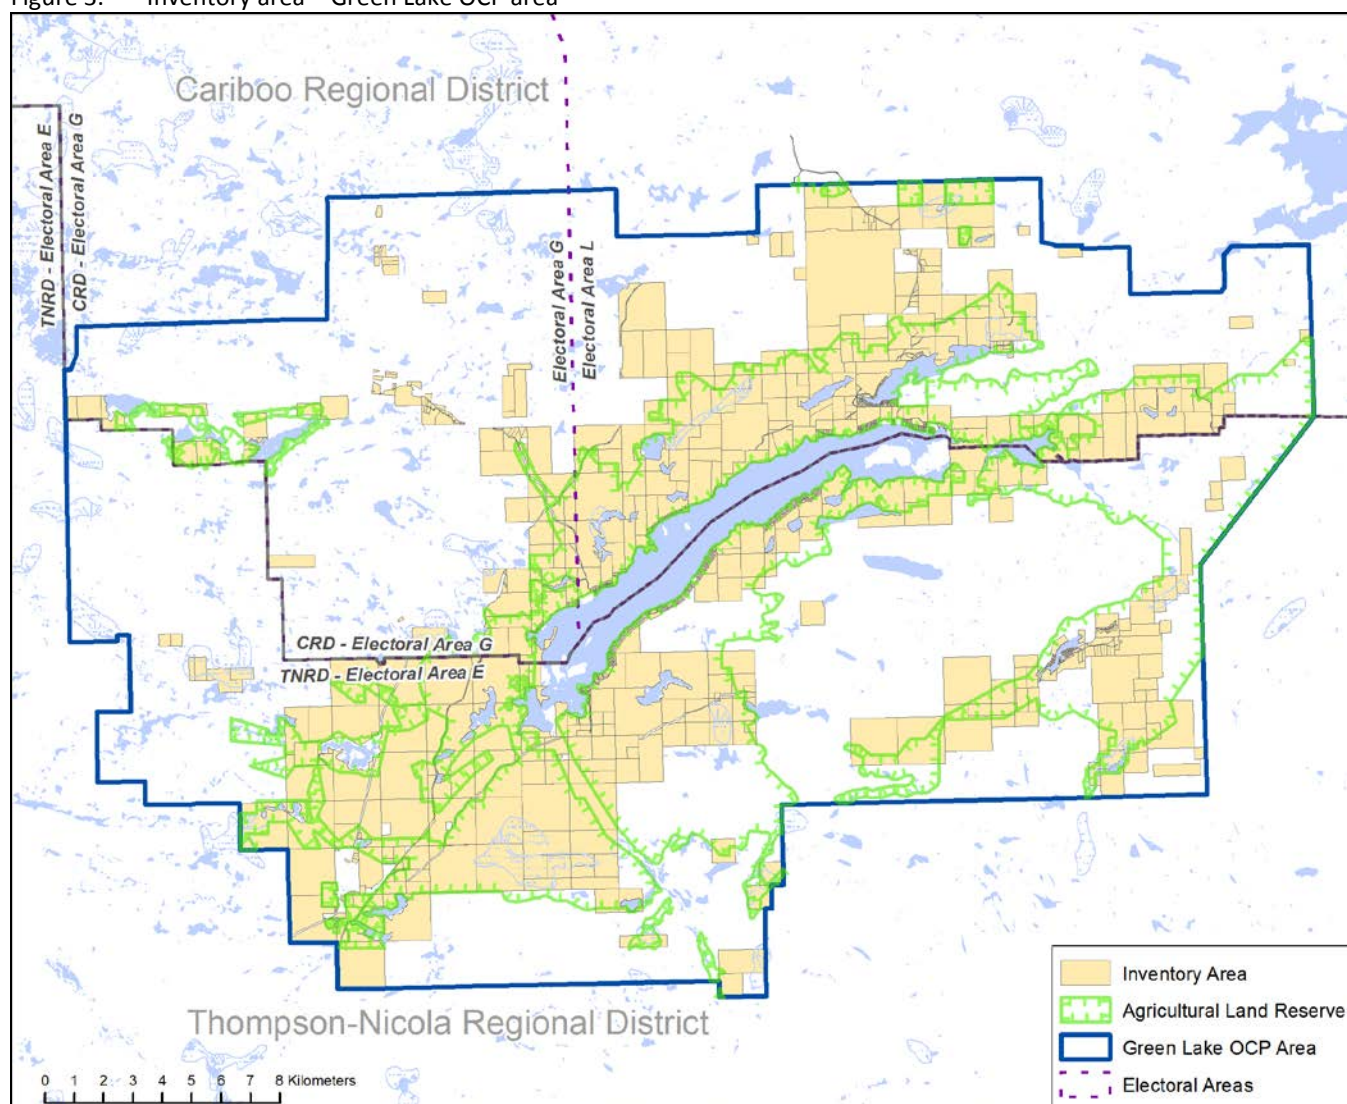 Figure 3. Inventory area – Green Lake OCP area
Cariboo Regional District
TNRD - Electoral Area E
CRD - Electoral Area G
Electoral Area G
Electoral Area L
CRD - Electoral Area G
TNRD - Electoral Area E
Thompson-Nicola Regional District
0 1 2 3 4 5 6 7 8 Kilometers
Inventory Area
Agricultural Land Reserve
Green Lake OCP Area
Electoral Areas